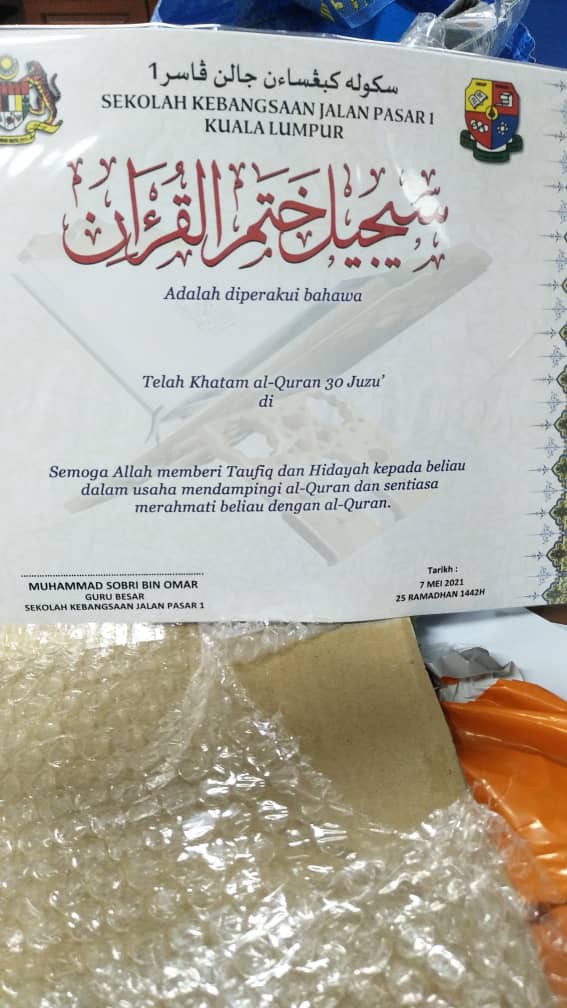 سكوله كبڠساءن جالن ڤاسر1
SEKOLAH KEBANGSAAN JALAN PASAR 1
KUALA LUMPUR
سيجيل ختم القرءان
Adalah diperakui bahawa
Telah Khatam al-Quran 30 Juzu’
di
Semoga Allah memberi Taufiq dan Hidayah kepada beliau
dalam usaha mendampingi al-Quran dan sentiasa
merahmati beliau dengan al-Quran.
MUHAMMAD SOBRI BIN OMAR
GURU BESAR
SEKOLAH KEBANGSAAN JALAN PASAR 1
Tarikh :
7 MEI 2021
25 RAMADHAN 1442H